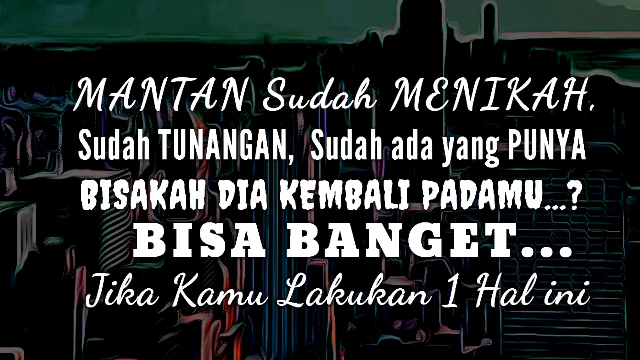 MANTAN Sudah MENIKAH,
Sudah TUNANGAN, Sudah ada yang PUNYA
BISAKAH DIA KEMBALI PADAMU...?
BISA BANGET...
Jika Kamu Lakukan 1 Hal ini